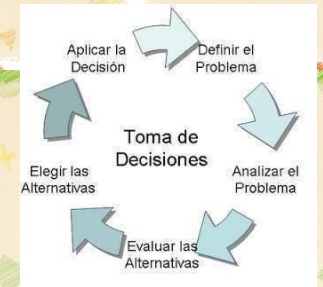 Toma de
Decisiones
Definir el
Problema
Analizar el
Problema
Evaluar las
Alternativas
Elegir las
Alternativas
Aplicar la
Decisión